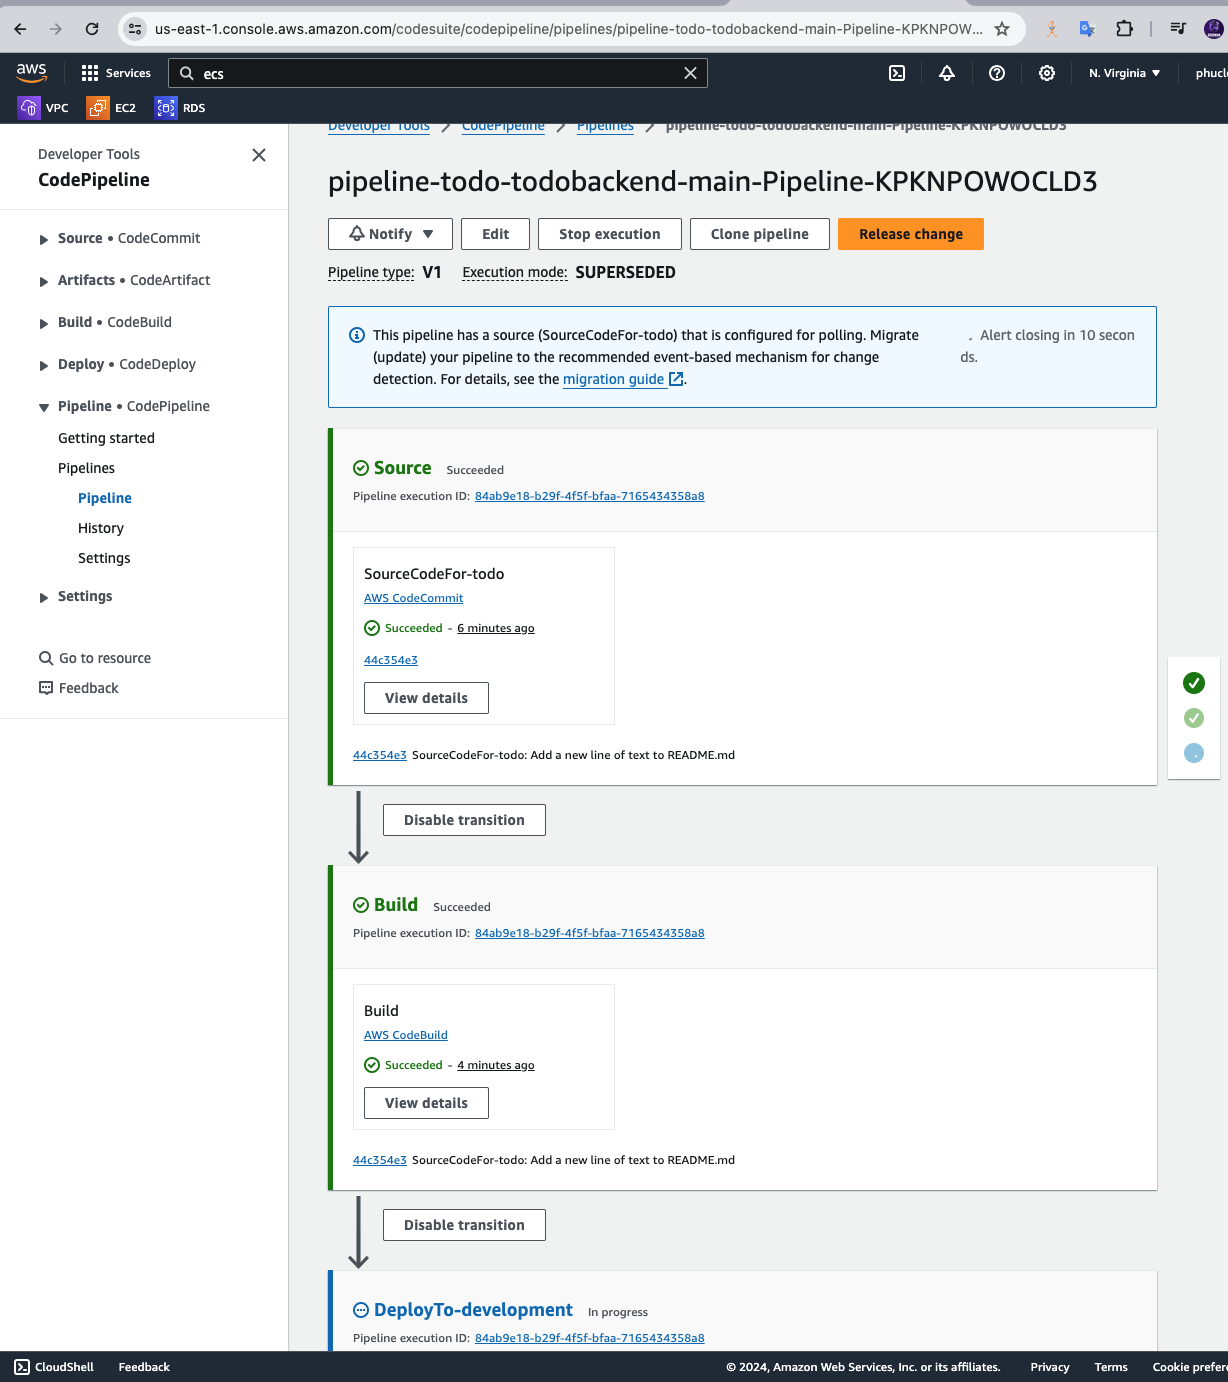 us-east-1.console.aws.amazon.com/codesuite/codepipeline/pipelines/pipeline-todo-todobackend-main-Pipeline-KPKNPOW...
aws Services ecs N. Virginia phucl
VPC EC2 RDS
Developer Tools CodePipeline Pipelines pipeline-todo-todobackend-main-Pipeline-KPKNPOWOCLD3
Developer Tools
CodePipeline
Source • CodeCommit
Artifacts • CodeArtifact
Build • CodeBuild
Deploy • CodeDeploy
Pipeline • CodePipeline
Getting started
Pipelines
Pipeline
History
Settings
Settings
Go to resource
Feedback
pipeline-todo-todobackend-main-Pipeline-KPKNPOWOCLD3
Notify Edit Stop execution Clone pipeline Release change
Pipeline type: V1 Execution mode: SUPERSEDED
This pipeline has a source (SourceCodeFor-todo) that is configured for polling. Migrate
(update) your pipeline to the recommended event-based mechanism for change
detection. For details, see the migration guide.
Alert closing in 10 secon
ds.
Source Succeeded
Pipeline execution ID: 84ab9e18-b29f-4f5f-bfaa-7165434358a8
SourceCodeFor-todo
AWS CodeCommit
Succeeded - 6 minutes ago
44c354e3
View details
44c354e3 SourceCodeFor-todo: Add a new line of text to README.md
Disable transition
Build Succeeded
Pipeline execution ID: 84ab9e18-b29f-4f5f-bfaa-7165434358a8
Build
AWS CodeBuild
Succeeded - 4 minutes ago
View details
44c354e3 SourceCodeFor-todo: Add a new line of text to README.md
Disable transition
DeployTo-development In progress
Pipeline execution ID: 84ab9e18-b29f-4f5f-bfaa-7165434358a8
CloudShell Feedback © 2024, Amazon Web Services, Inc. or its affiliates. Privacy Terms Cookie prefer